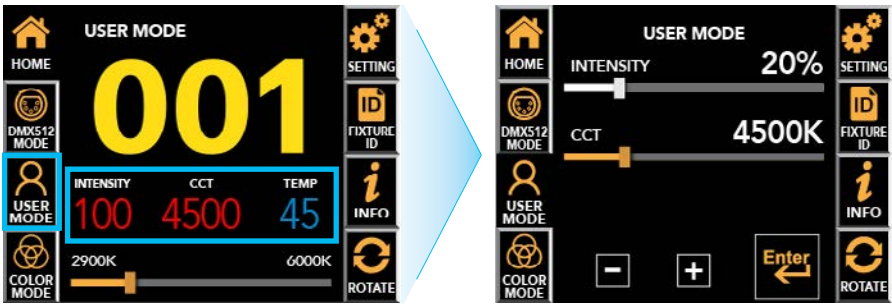 USER MODE
HOME
DMX512
MODE
USER
MODE
COLOR
MODE
001
INTENSITY CCT TEMP
100 4500 45
2900K 6000K
SETTING
ID
FIXTURE
ID
i
INFO
ROTATE
USER MODE
HOME
DMX512
MODE
USER
MODE
COLOR
MODE
INTENSITY 20%
CCT 4500K
- + Enter
SETTING
ID
FIXTURE
ID
i
INFO
ROTATE